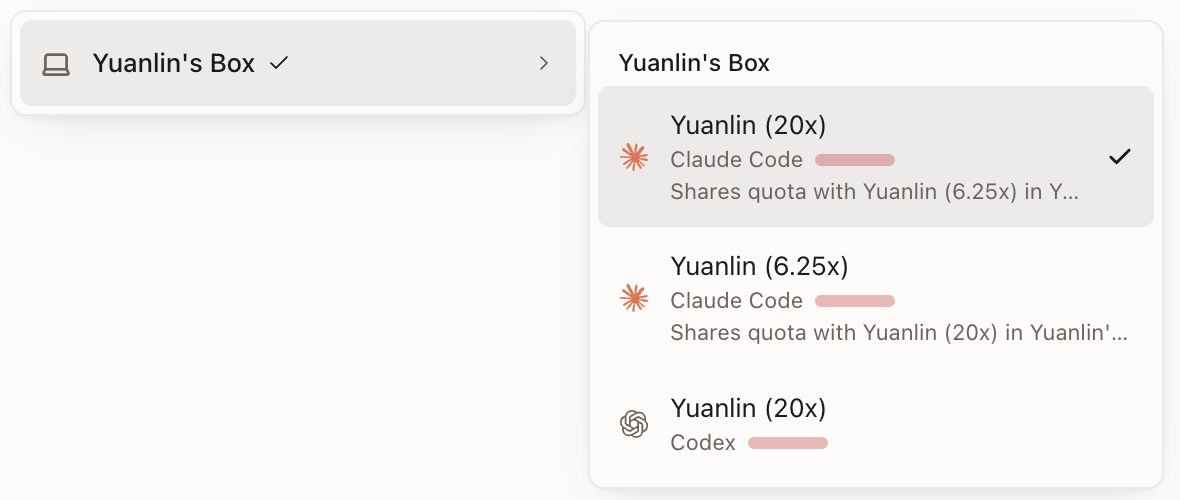 Yuanlin's Box
Yuanlin's Box
Yuanlin (20x)
Claude Code
Shares quota with Yuanlin (6.25x) in Y...
Yuanlin (6.25x)
Claude Code
Shares quota with Yuanlin (20x) in Yuanlin'...
Yuanlin (20x)
Codex